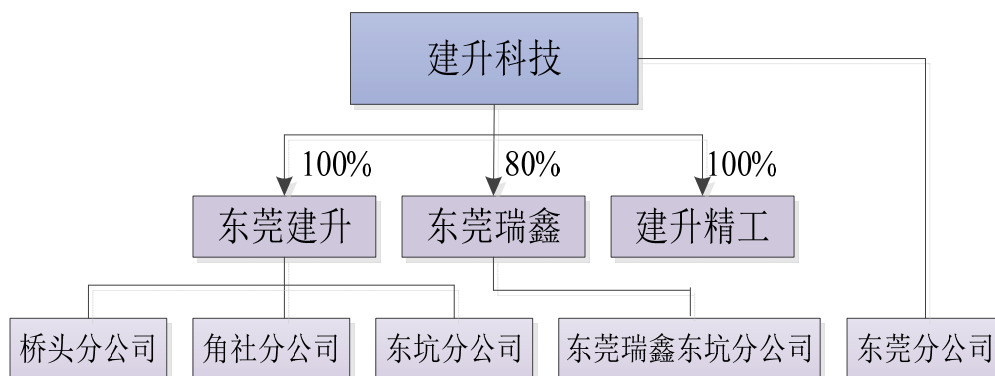 建升科技
100%
80%
100%
东莞建升
东莞瑞鑫
建升精工
桥头分公司
角社分公司
东坑分公司
东莞瑞鑫东坑分公司
东莞分公司